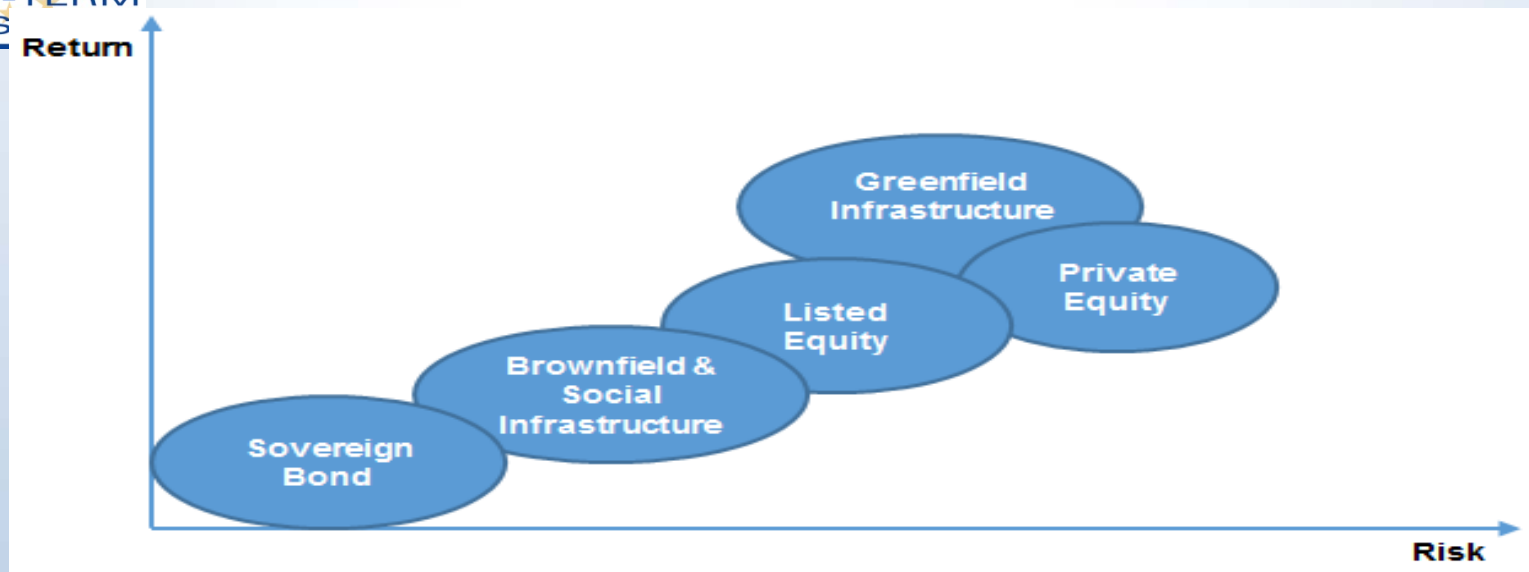 Return
Greenfield
Infrastructure
Private
Equity
Listed
Equity
Brownfield &
Social
Infrastructure
Sovereign
Bond
Risk